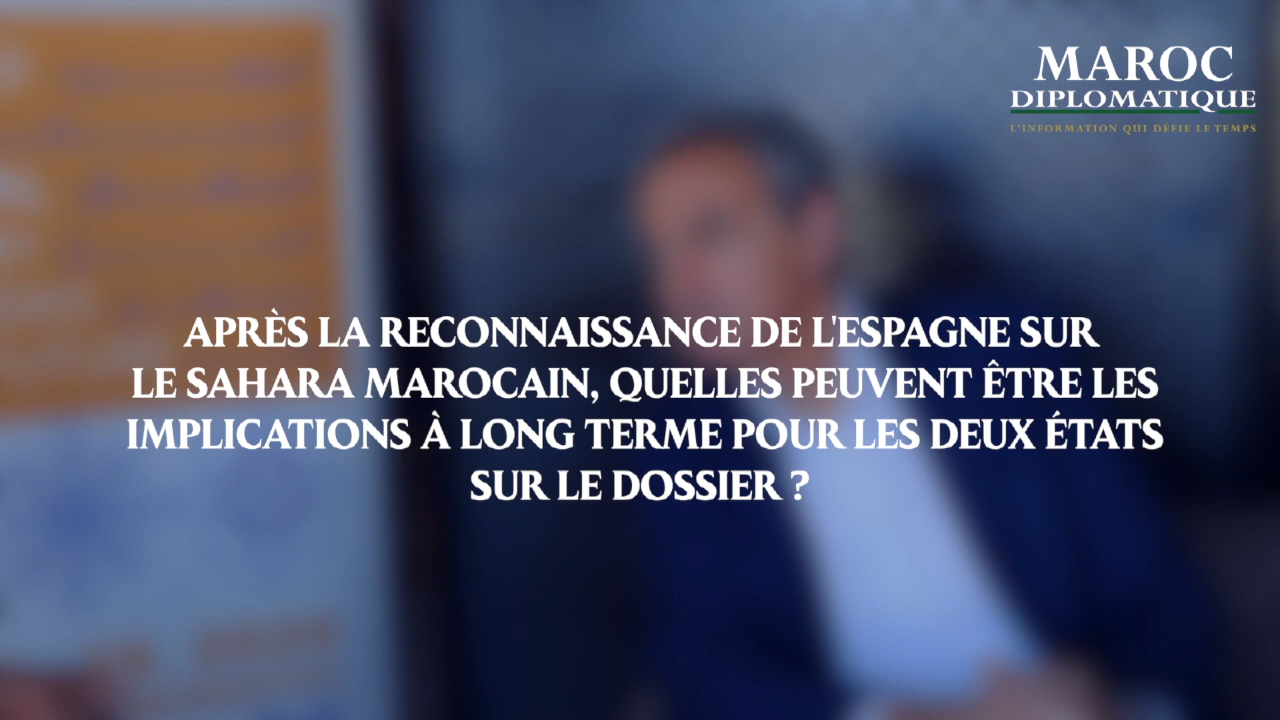 MAROC
DIPLOMATIQUE
L'INFORMATION QUI DÉFIE LE TEMPS
APRÈS LA RECONNAISSANCE DE L'ESPAGNE SUR
LE SAHARA MAROCAIN, QUELLES PEUVENT ÊTRE LES
IMPLICATIONS À LONG TERME POUR LES DEUX ÉTATS
SUR LE DOSSIER ?